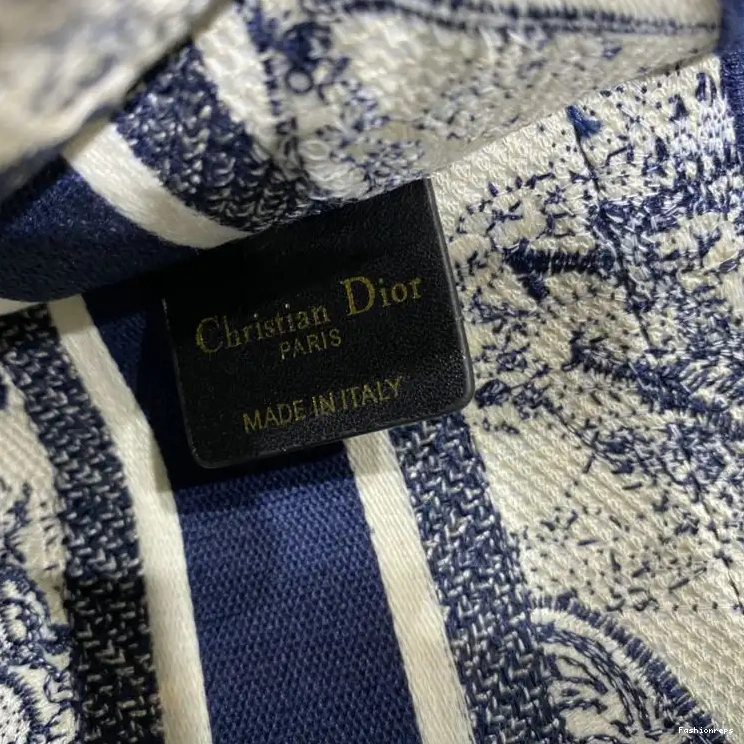 Christian Dior
PARIS
MADE IN ITALY
Fashionreps